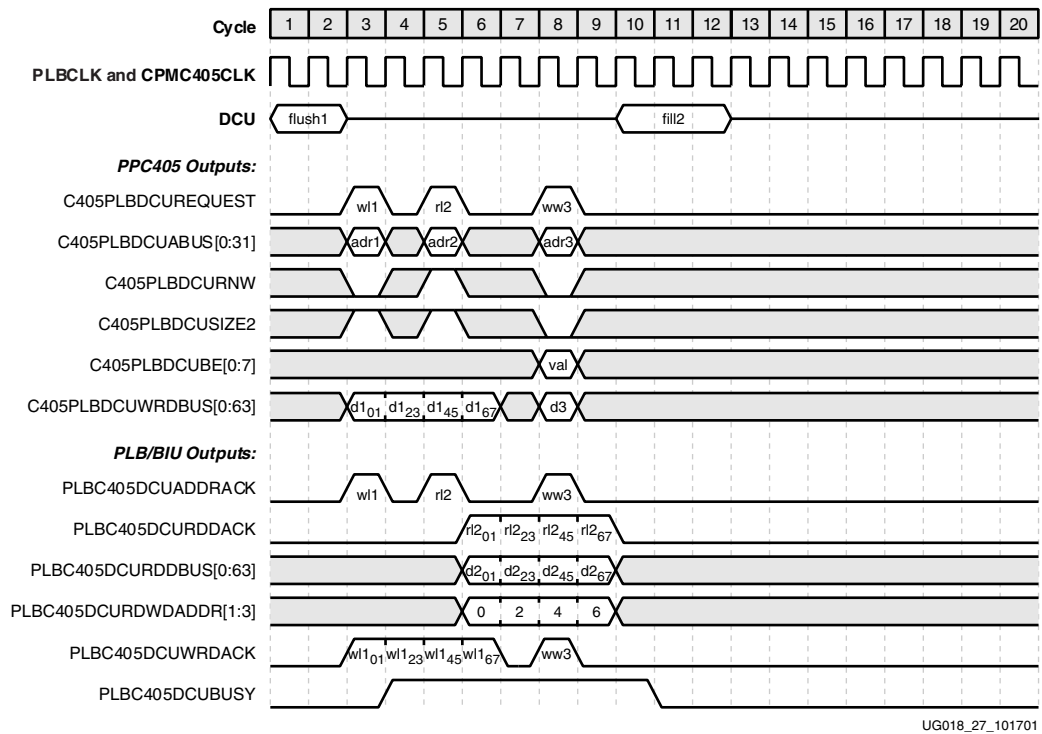 Cycle 1 2 3 4 5 6 7 8 9 10 11 12 13 14 15 16 17 18 19 20
PLBCLK and CPMC405CLK
DCU flush1 fill2
PPC405 Outputs:
C405PLBDCUREQUEST wl1 rl2 ww3
C405PLBDCUABUS[0:31] adr1 adr2 adr3
C405PLBDCURNW
C405PLBDCUSIZE2
C405PLBDCUBE[0:7] val
C405PLBDCUWRDBUS[0:63] d101 d123 d145 d167 d3
PLB/BIU Outputs:
PLBC405DCUADDRACK wl1 rl2 ww3
PLBC405DCURDDACK rl201 rl223 rl245 rl267
PLBC405DCURDDBUS[0:63] d201 d223 d245 d267
PLBC405DCURDWDADDR[1:3] 0 2 4 6
PLBC405DCUWRDACK wl101 wl123 wl145 wl167 ww3
PLBC405DCUBUSY
UG018_27_101701